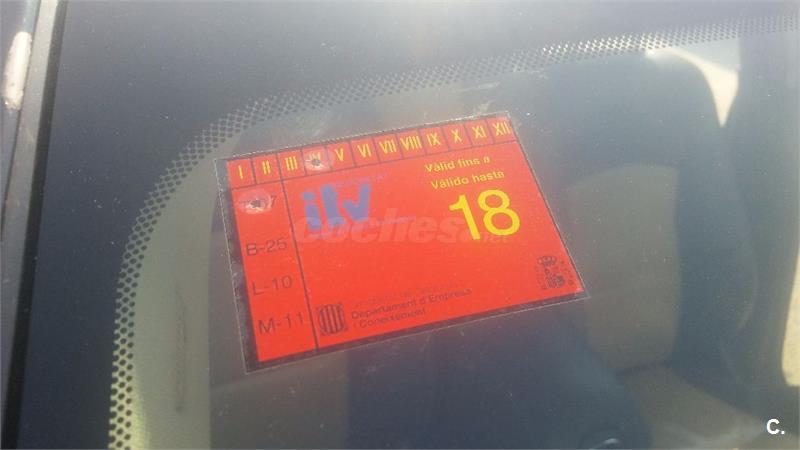 I II III IV V VI VII VIII IX X XI XII
Vàlid fins a
Válido hasta
itv
18
coches.net
B-25
L-10
M-11
Departament d'Empresa
i Coneixement
C.